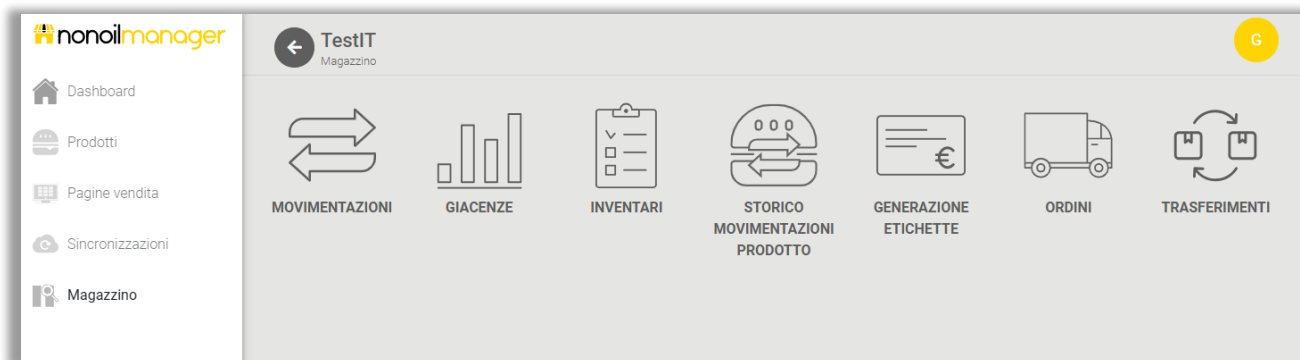 nonoilmanager
Dashboard
Prodotti
Pagine vendita
Sincronizzazioni
Magazzino
TestIT
Magazzino
G
MOVIMENTAZIONI
GIACENZE
INVENTARI
STORICO
MOVIMENTAZIONI
PRODOTTO
GENERAZIONE
ETICHETTE
ORDINI
TRASFERIMENTI